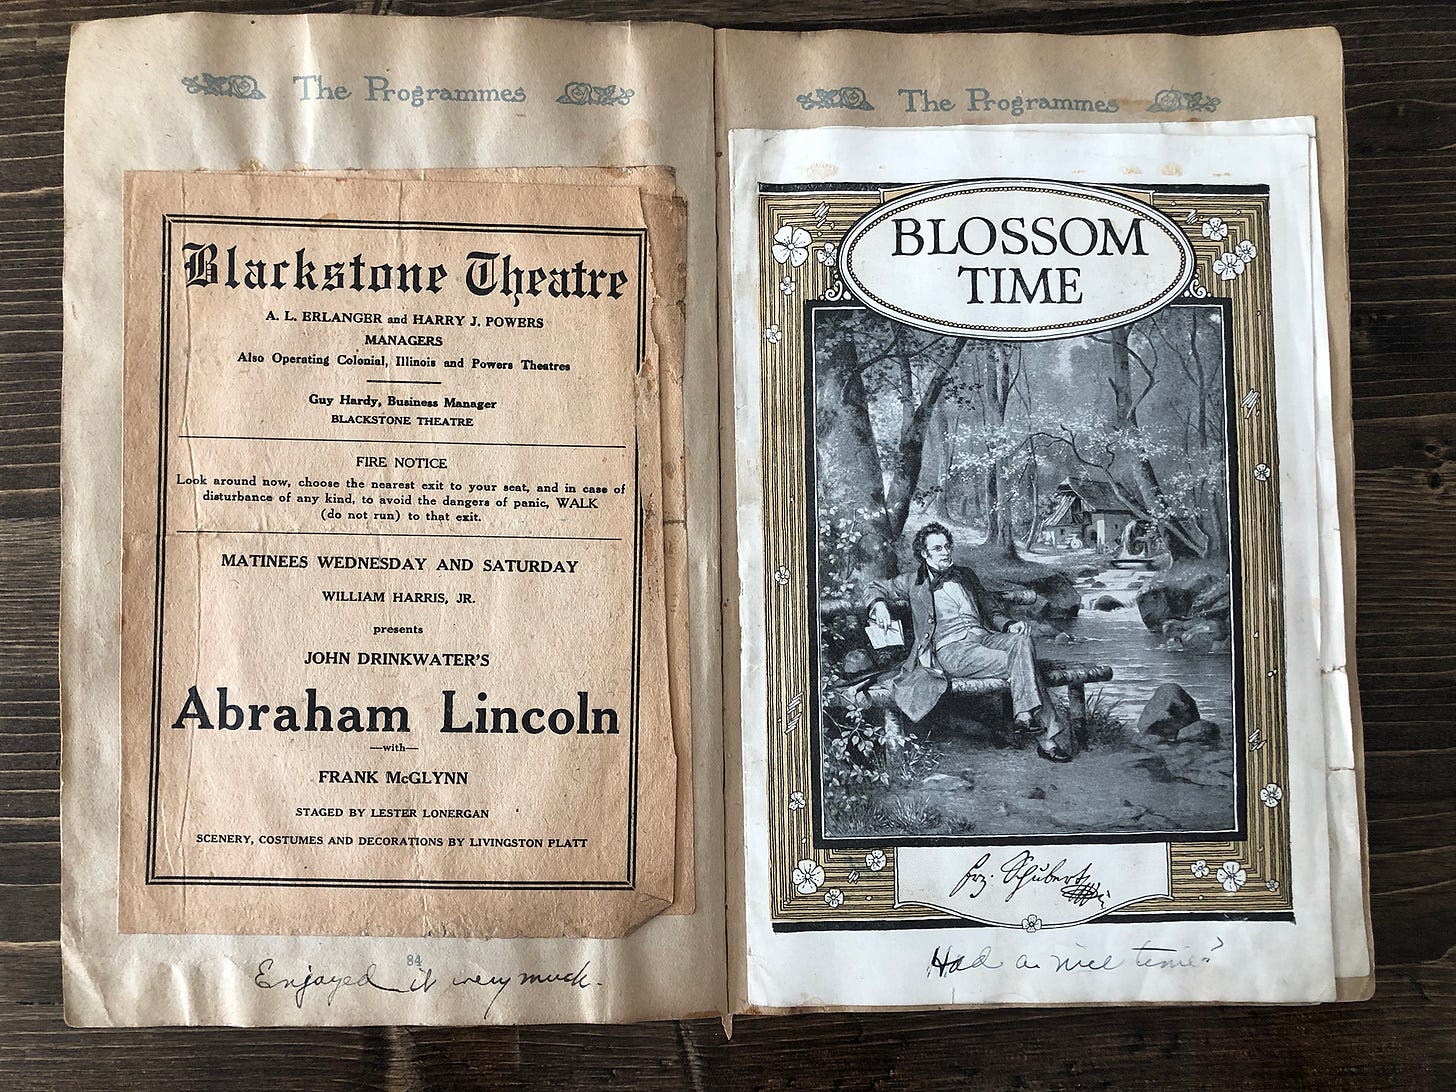 The Programmes
Blackstone Theatre
A. L. ERLANGER and HARRY J. POWERS
MANAGERS
Also Operating Colonial, Illinois and Powers Theatres
Guy Hardy, Business Manager
BLACKSTONE THEATRE
FIRE NOTICE
Look around now, choose the nearest exit to your seat, and in case of
disturbance of any kind, to avoid the dangers of panic, WALK
(do not run) to that exit.
MATINEES WEDNESDAY AND SATURDAY
WILLIAM HARRIS, JR.
presents
JOHN DRINKWATER'S
Abraham Lincoln
—with—
FRANK McGLYNN
STAGED BY LESTER LONERGAN
SCENERY, COSTUMES AND DECORATIONS BY LIVINGSTON PLATT
84
Enjoyed it very much.
The Programmes
BLOSSOM
TIME
Frz. Schubert
Had a nice time?